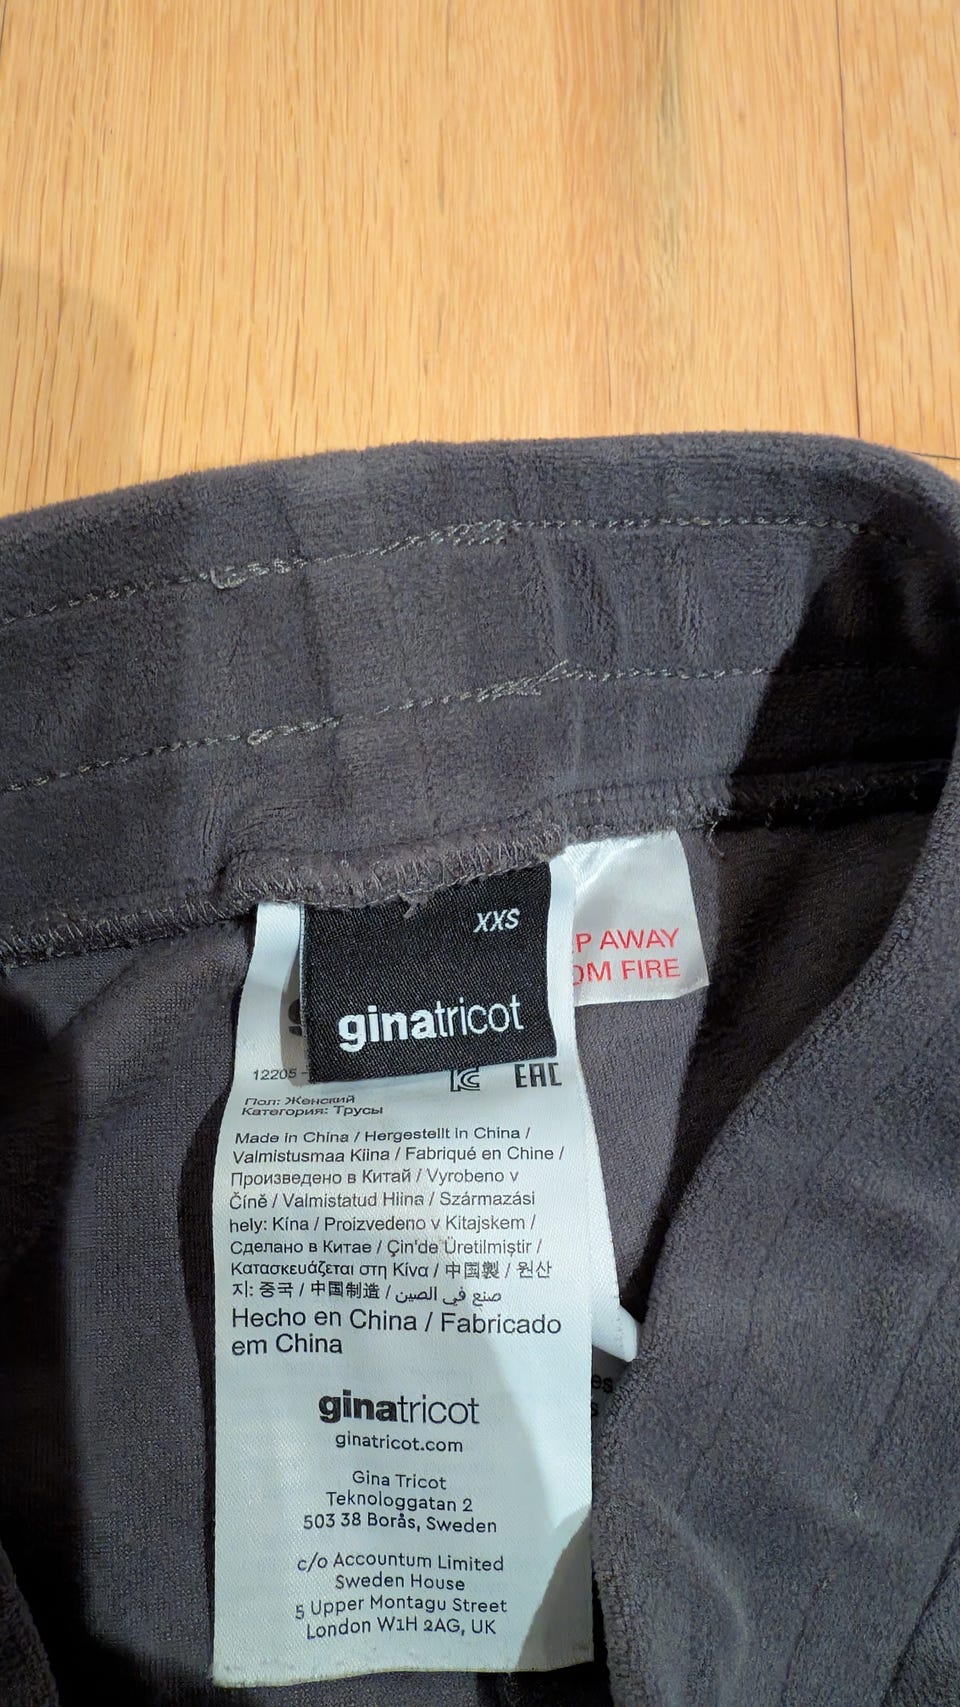 XXS
ginatricot
P AWAY
OM FIRE
12205 -
EAC
Пол: Женский
Категория: Трусы
Made in China / Hergestellt in China /
Valmistusmaa Kiina / Fabriqué en Chine /
Произведено в Китай / Vyrobeno v
Číně / Valmistatud Hiina / Származási
hely: Kína / Proizvedeno v Kitajskem /
Сделано в Китае / Çin'de Üretilmiştir /
Κατασκευάζεται στη Κίνα / 中国製 / 원산
지: 중국 / 中国制造 / صنع في الصين
Hecho en China / Fabricado
em China
ginatricot
ginatricot.com
Gina Tricot
Teknologgatan 2
503 38 Borås, Sweden
c/o Accountum Limited
Sweden House
5 Upper Montagu Street
London W1H 2AG, UK
es
s